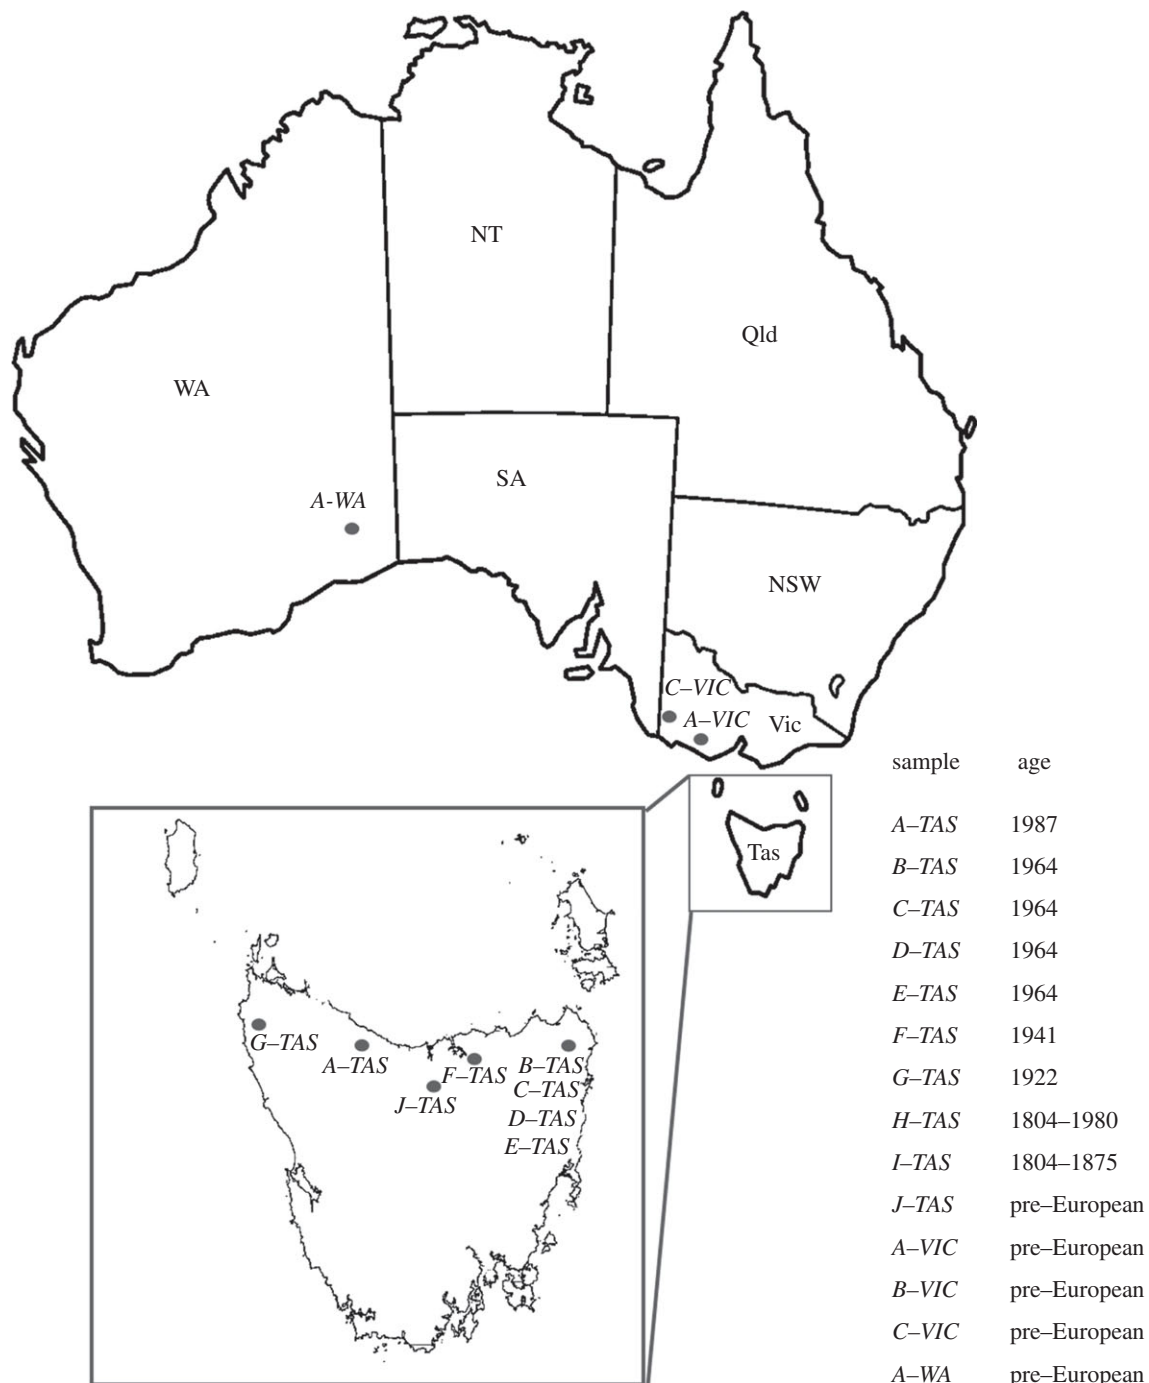 NT
Qld
WA
SA
A-WA
NSW
C–VIC
A–VIC
Vic
Tas
G–TAS
A–TAS
F–TAS
B–TAS
C–TAS
J–TAS
D–TAS
E–TAS
sample age
A–TAS 1987
B–TAS 1964
C–TAS 1964
D–TAS 1964
E–TAS 1964
F–TAS 1941
G–TAS 1922
H–TAS 1804–1980
I–TAS 1804–1875
J–TAS pre–European
A–VIC pre–European
B–VIC pre–European
C–VIC pre–European
A–WA pre–European